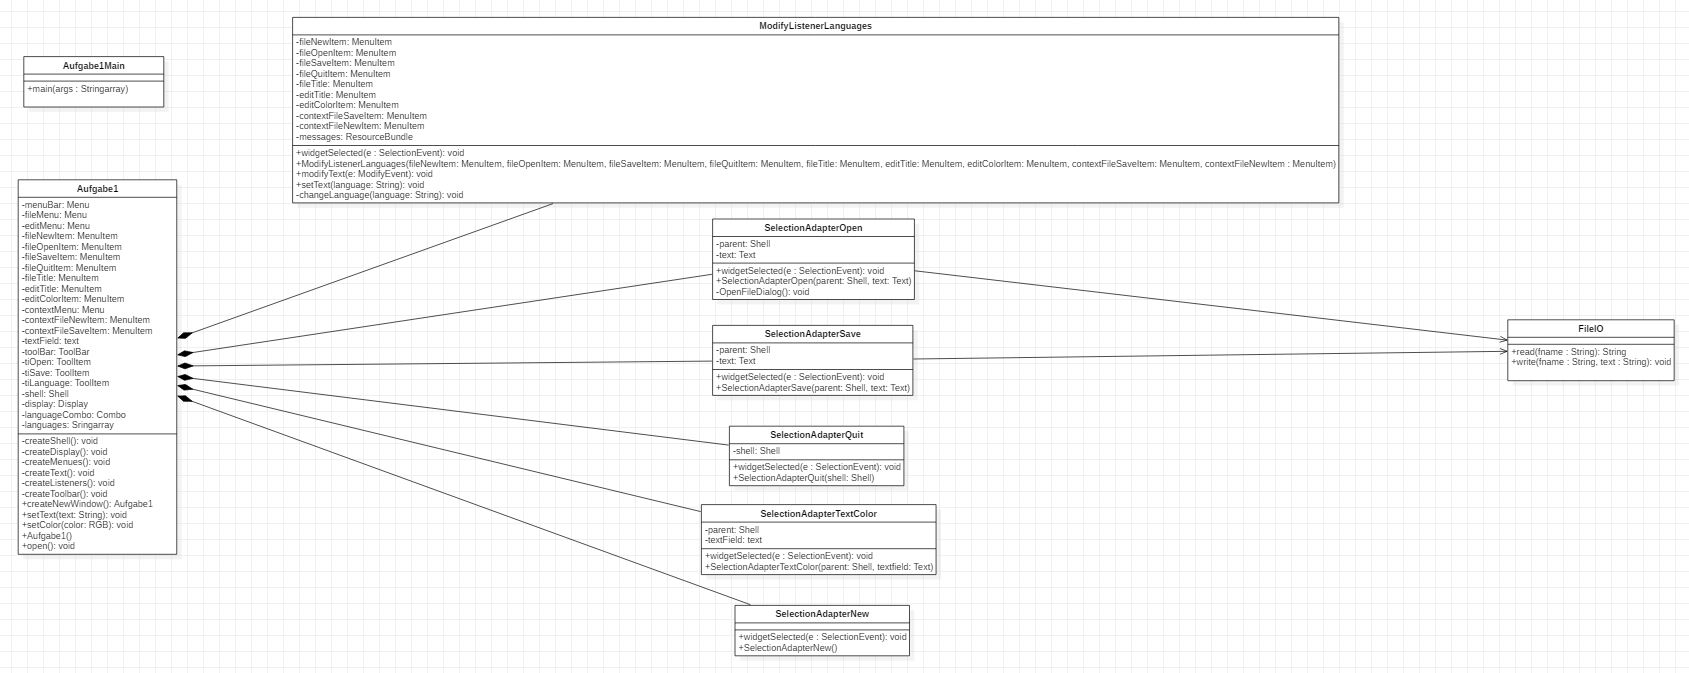 ModifyListenerLanguages
-fileNewItem: MenuItem
-fileOpenItem: MenuItem
-fileSaveItem: MenuItem
-fileQuitItem: MenuItem
-fileTitle: MenuItem
-editTitle: MenuItem
-editColorItem: MenuItem
-contextFileSaveItem: MenuItem
-contextFileNewItem: MenuItem
-messages: ResourceBundle
+widgetSelected(e : SelectionEvent): void
+ModifyListenerLanguages(fileNewItem: MenuItem, fileOpenItem: MenuItem, fileSaveItem: MenuItem, fileQuitItem: MenuItem, fileTitle: MenuItem, editTitle: MenuItem, editColorItem: MenuItem, contextFileSaveItem: MenuItem, contextFileNewItem : MenuItem)
+modifyText(e: ModifyEvent): void
+setText(language: String): void
-changeLanguage(language: String): void
Aufgabe1Main
+main(args : Stringarray)
Aufgabe1
-menuBar: Menu
-fileMenu: Menu
-editMenu: Menu
-fileNewItem: MenuItem
-fileOpenItem: MenuItem
-fileSaveItem: MenuItem
-fileQuitItem: MenuItem
-fileTitle: MenuItem
-editTitle: MenuItem
-editColorItem: MenuItem
-contextMenu: Menu
-contextFileNewItem: MenuItem
-contextFileSaveItem: MenuItem
-textField: text
-toolBar: ToolBar
-tiOpen: ToolItem
-tiSave: ToolItem
-tiLanguage: ToolItem
-shell: Shell
-display: Display
-languageCombo: Combo
-languages: Sringarray
-createShell(): void
-createDisplay(): void
-createMenues(): void
-createText(): void
-createListeners(): void
-createToolbar(): void
+createNewWindow(): Aufgabe1
+setText(text: String): void
+setColor(color: RGB): void
+Aufgabe1()
+open(): void
SelectionAdapterOpen
-parent: Shell
-text: Text
+widgetSelected(e : SelectionEvent): void
+SelectionAdapterOpen(parent: Shell, text: Text)
-OpenFileDialog(): void
SelectionAdapterSave
-parent: Shell
-text: Text
+widgetSelected(e : SelectionEvent): void
+SelectionAdapterSave(parent: Shell, text: Text)
FileIO
+read(fname : String): String
+write(fname : String, text : String): void
SelectionAdapterQuit
-shell: Shell
+widgetSelected(e : SelectionEvent): void
+SelectionAdapterQuit(shell: Shell)
SelectionAdapterTextColor
-parent: Shell
-textField: text
+widgetSelected(e : SelectionEvent): void
+SelectionAdapterTextColor(parent: Shell, textfield: Text)
SelectionAdapterNew
+widgetSelected(e : SelectionEvent): void
+SelectionAdapterNew()